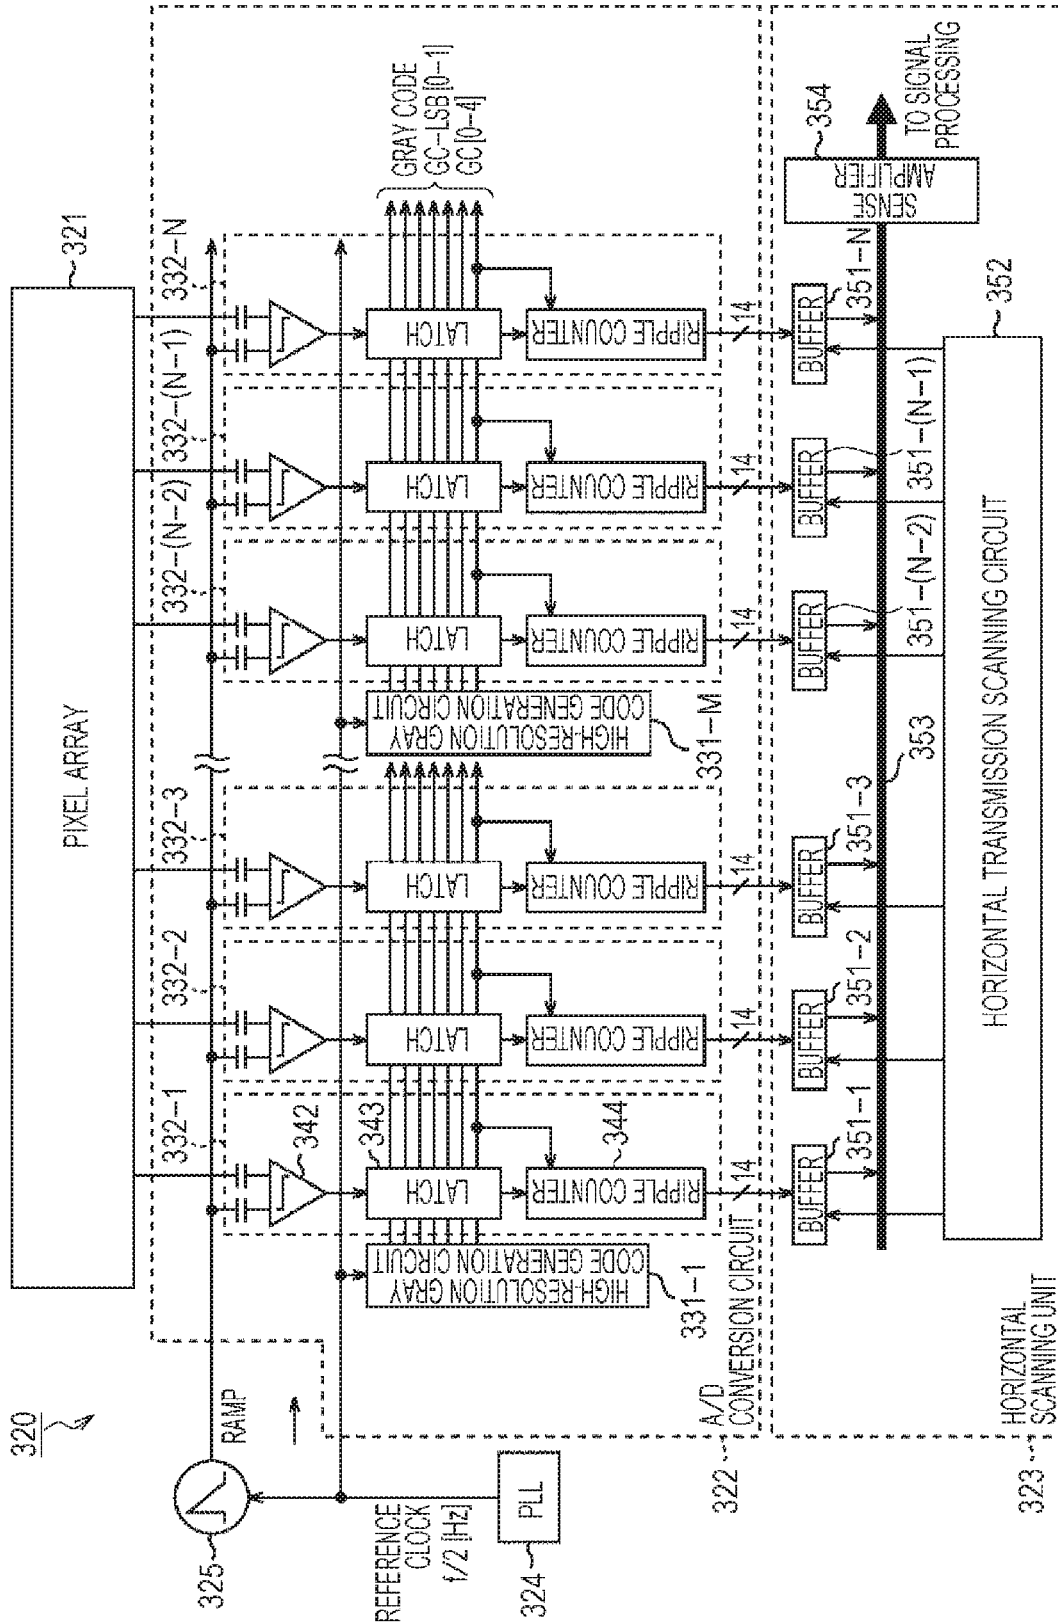 320
325
RAMP
REFERENCE
CLOCK
f/2 [Hz]
PLL
324
PIXEL ARRAY
321
332-1
332-2
332-3
332-(N-2)
332-(N-1)
332-N
342
343
344
LATCH
LATCH
LATCH
LATCH
LATCH
LATCH
GRAY CODE
GC-LSB [0-1]
GC [0-4]
HIGH-RESOLUTION GRAY
CODE GENERATION CIRCUIT
331-1
HIGH-RESOLUTION GRAY
CODE GENERATION CIRCUIT
331-M
RIPPLE COUNTER
RIPPLE COUNTER
RIPPLE COUNTER
RIPPLE COUNTER
RIPPLE COUNTER
RIPPLE COUNTER
14
14
14
14
14
14
A/D
CONVERSION CIRCUIT
322
BUFFER
BUFFER
BUFFER
BUFFER
BUFFER
BUFFER
351-1
351-2
351-3
351-(N-2)
351-(N-1)
351-N
353
SENSE
AMPLIFIER
354
TO SIGNAL
PROCESSING
HORIZONTAL TRANSMISSION SCANNING CIRCUIT
352
HORIZONTAL
SCANNING UNIT
323